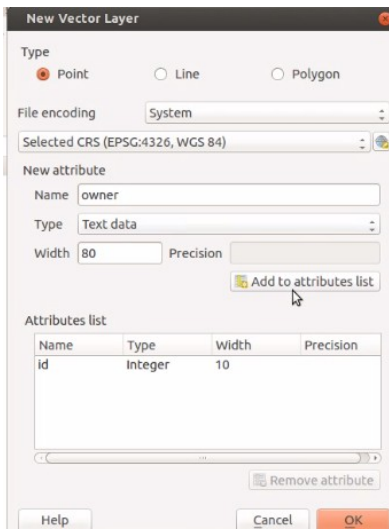 New Vector Layer
Type
Point Line Polygon
File encoding System
Selected CRS (EPSG:4326, WGS 84)
New attribute
Name owner
Type Text data
Width 80 Precision
Add to attributes list
Attributes list
Name Type Width Precision
id Integer 10
Remove attribute
Help Cancel OK